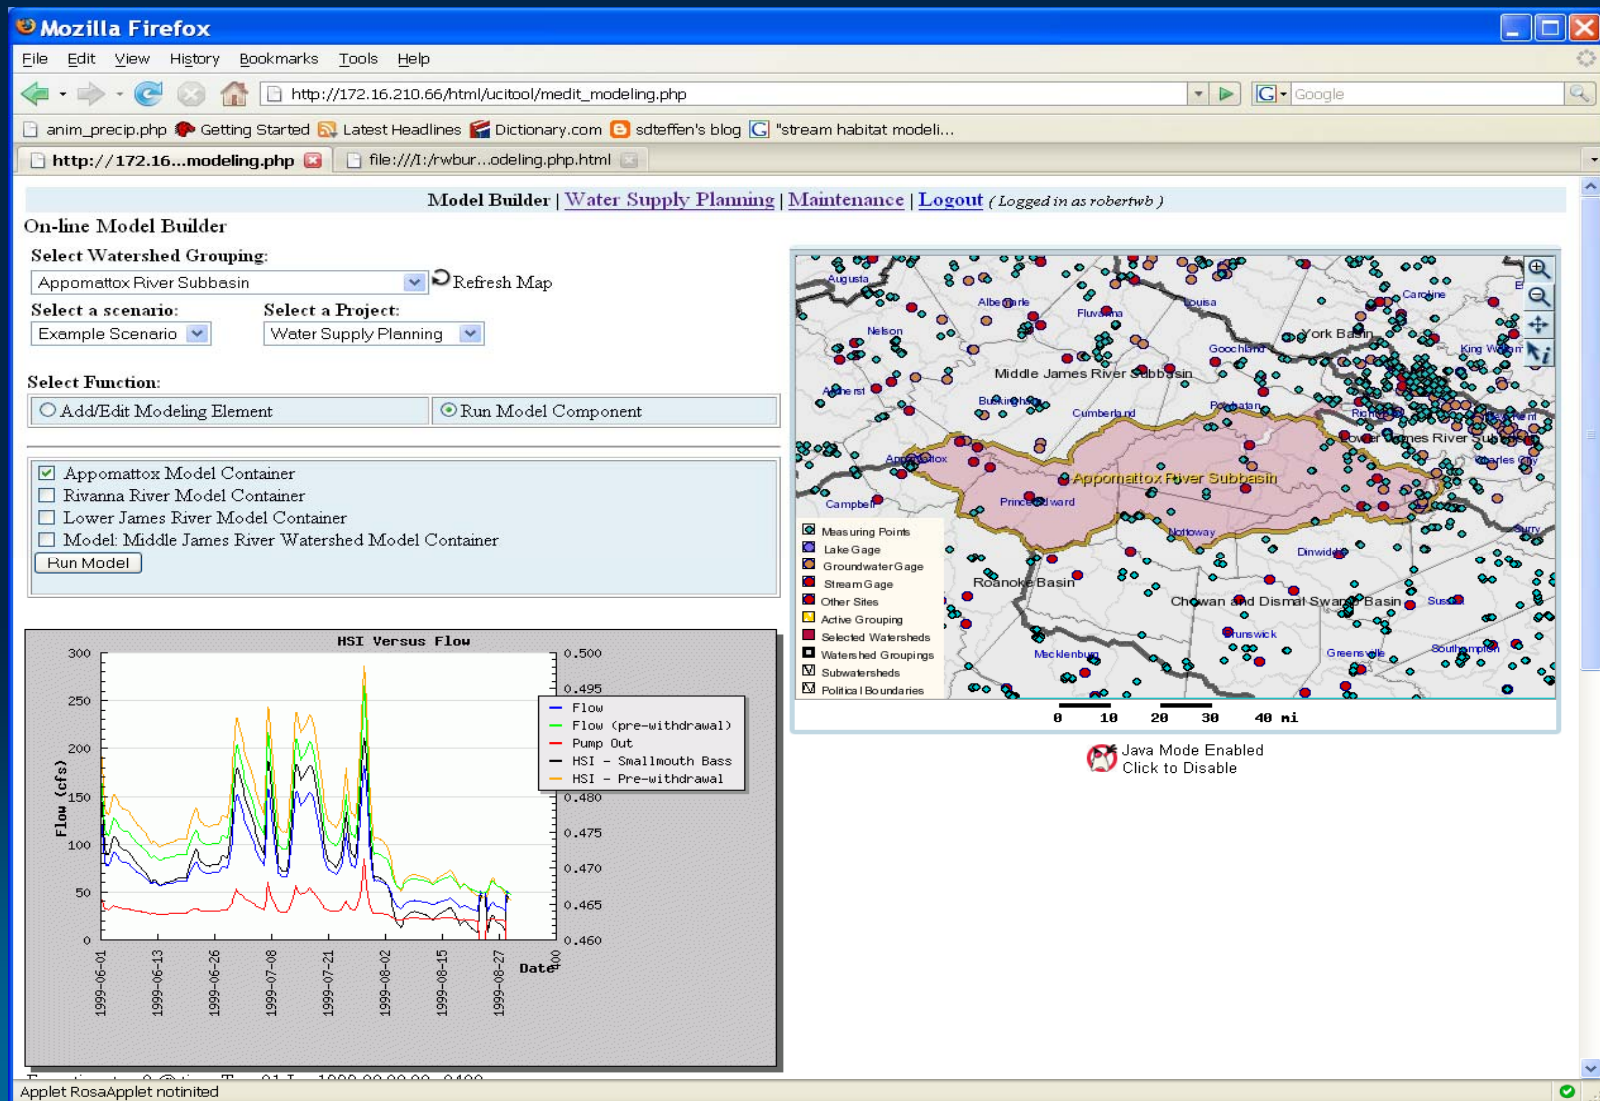 Mozilla Firefox
File Edit View History Bookmarks Tools Help
http://172.16.210.66/html/ucitool/medit_modeling.php
Google
anim_precip.php Getting Started Latest Headlines Dictionary.com sdteffen's blog "stream habitat modeli...
http://172.16...modeling.php file:///I:/rwbur...odeling.php.html
Model Builder | Water Supply Planning | Maintenance | Logout ( Logged in as robertwb )
On-line Model Builder
Select Watershed Grouping:
Appomattox River Subbasin Refresh Map
Select a scenario: Select a Project:
Example Scenario Water Supply Planning
Select Function:
Add/Edit Modeling Element Run Model Component
Appomattox Model Container
Rivanna River Model Container
Lower James River Model Container
Model: Middle James River Watershed Model Container
Run Model
HSI Versus Flow
300
250
200
150
100
50
0
Flow (cfs)
0.500
0.495
0.480
0.475
0.470
0.465
0.460
Flow
Flow (pre-withdrawal)
Pump Out
HSI - Smallmouth Bass
HSI - Pre-withdrawal
1999-06-01
1999-06-13
1999-06-26
1999-07-08
1999-07-21
1999-08-02
1999-08-15
1999-08-27
Date
Augusta
Albemarle
Louisa
Caroline
Fluvanna
Nelson
York Basin
Goochland
King William
Middle James River Subbasin
Amherst
Buckingham
Cumberland
Powhatan
Lower James River Subbasin
Appomattox
Charles City
Appomattox River Subbasin
Campbell
Prince Edward
Nottoway
Surry
Dinwiddie
Roanoke Basin
Chowan and Dismal Swamp Basin
Sussex
Brunswick
Mecklenburg
Greensville
Southampton
Measuring Points
Lake Gage
Groundwater Gage
Stream Gage
Other Sites
Active Grouping
Selected Watersheds
Watershed Groupings
Subwatersheds
Political Boundaries
0 10 20 30 40 mi
Java Mode Enabled
Click to Disable
Applet RosaApplet notinited